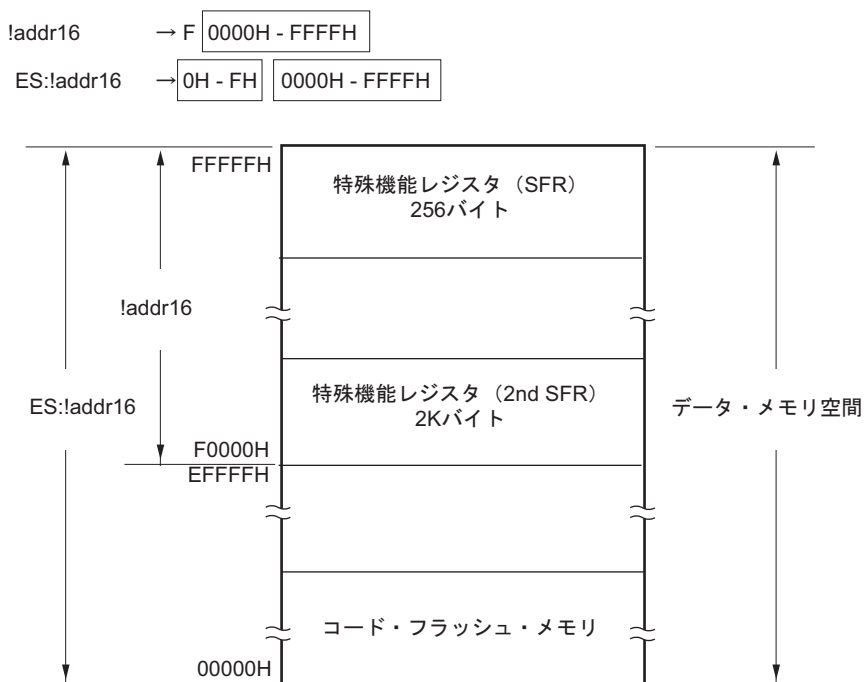 !addr16 → F 0000H - FFFFH
ES:!addr16 → 0H - FH 0000H - FFFFH
FFFFFH
特殊機能レジスタ（SFR）
256バイト
!addr16
特殊機能レジスタ（2nd SFR）
2Kバイト
ES:!addr16
データ・メモリ空間
F0000H
EFFFFH
コード・フラッシュ・メモリ
00000H